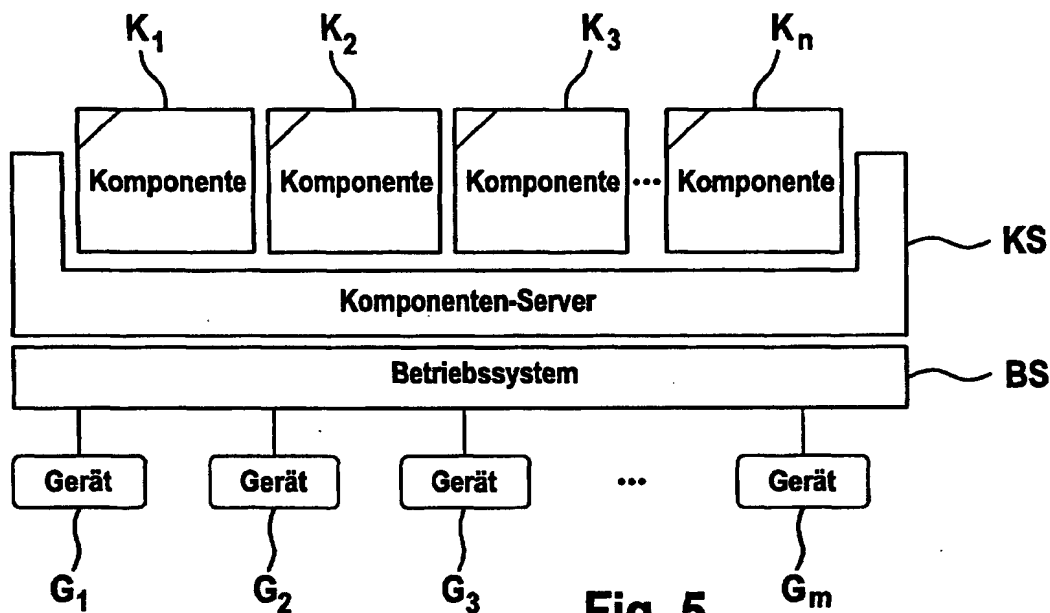 K1 K2 K3 Kn
Komponente Komponente Komponente ... Komponente
KS
Komponenten-Server
Betriebssystem BS
Gerät Gerät Gerät ... Gerät
G1 G2 G3 Gm
Fig. 5